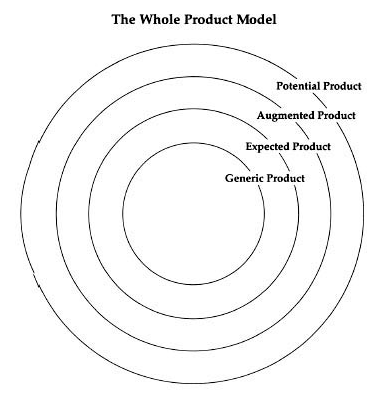 The Whole Product Model
Potential Product
Augmented Product
Expected Product
Generic Product